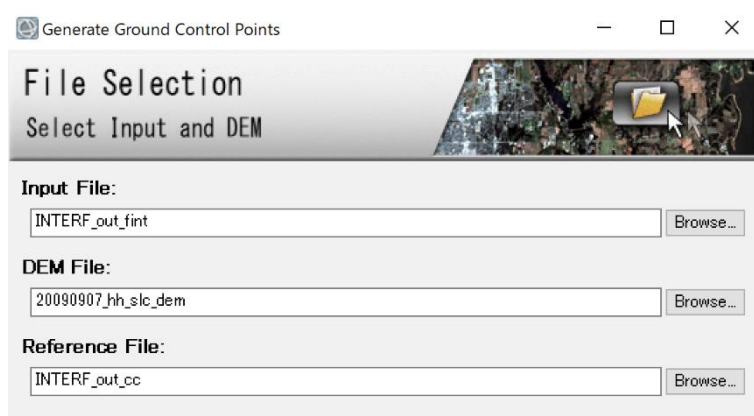 Generate Ground Control Points
File Selection
Select Input and DEM
Input File:
INTERF_out_fint
Browse...
DEM File:
20090907_hh_slc_dem
Browse...
Reference File:
INTERF_out_cc
Browse...